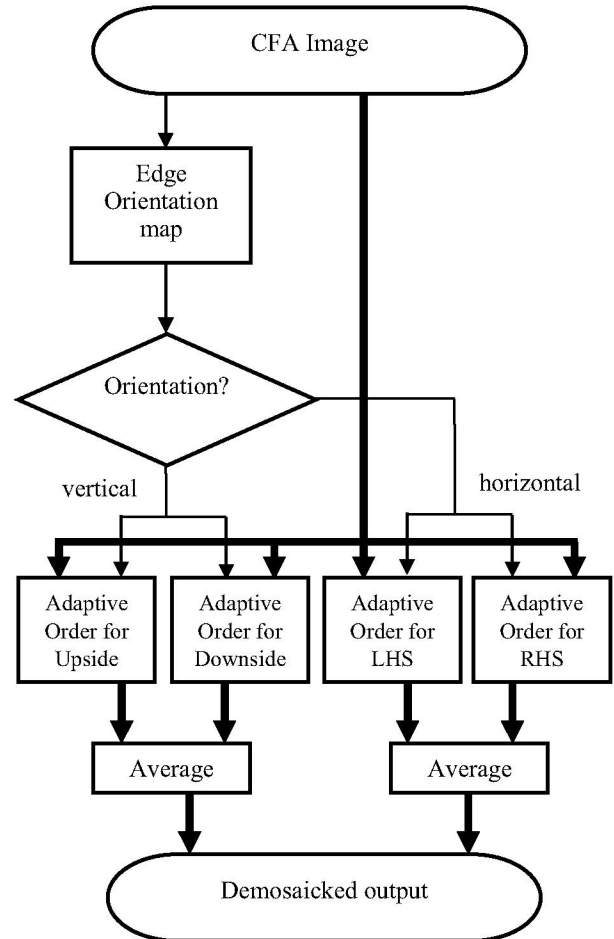 CFA Image
Edge
Orientation
map
Orientation?
vertical
horizontal
Adaptive
Order for
Upside
Adaptive
Order for
Downside
Adaptive
Order for
LHS
Adaptive
Order for
RHS
Average
Average
Demosaicked output